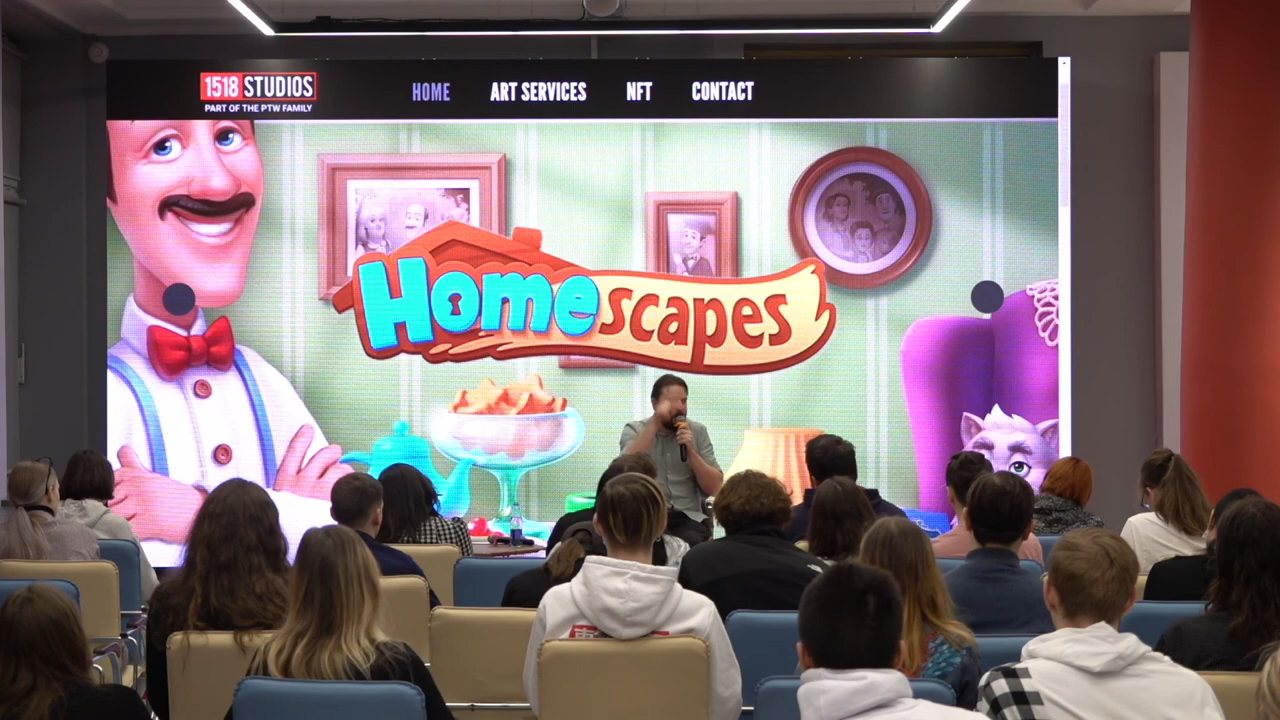 1518 STUDIOS
PART OF THE PTW FAMILY
HOME ART SERVICES NFT CONTACT
Homescapes